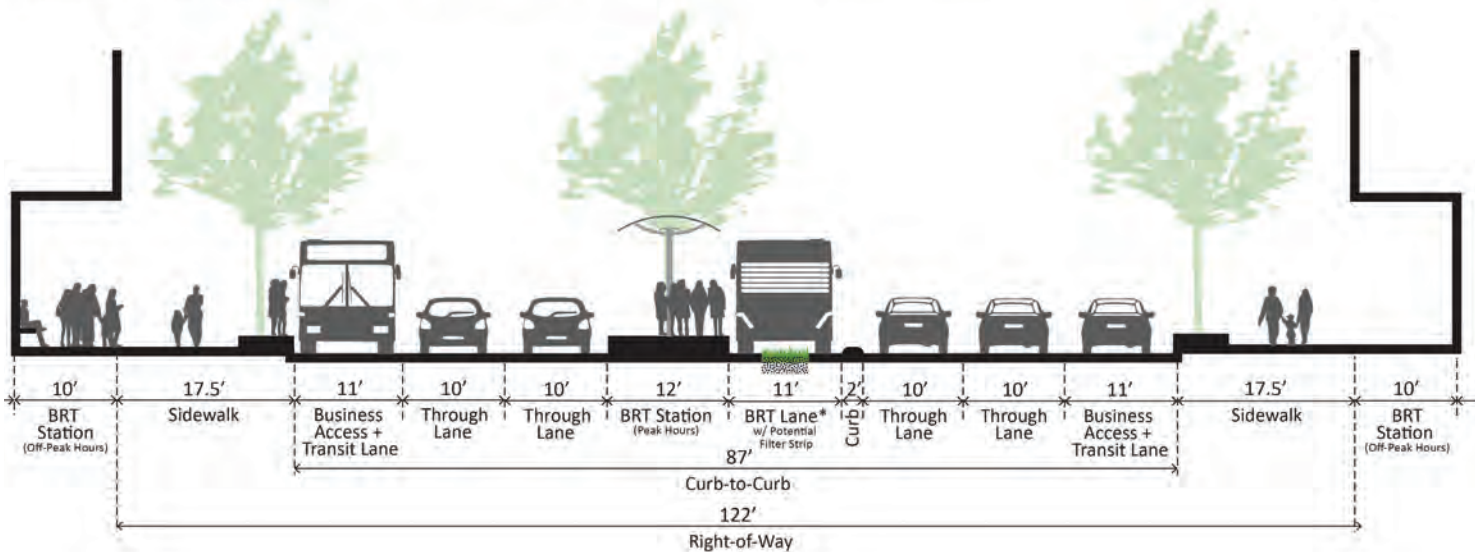 10’ 17.5’ 11’ 10’ 10’ 12’ 11’ 2’ 10’ 10’ 11’ 17.5’ 10’
BRT
Station
(Off-Peak Hours)
Sidewalk
Business
Access +
Transit Lane
Through
Lane
Through
Lane
BRT Station
(Peak Hours)
BRT Lane*
w/ Potential
Filter Strip
Curb
Through
Lane
Through
Lane
Business
Access +
Transit Lane
Sidewalk
BRT
Station
(Off-Peak Hours)
87’
Curb-to-Curb
122’
Right-of-Way